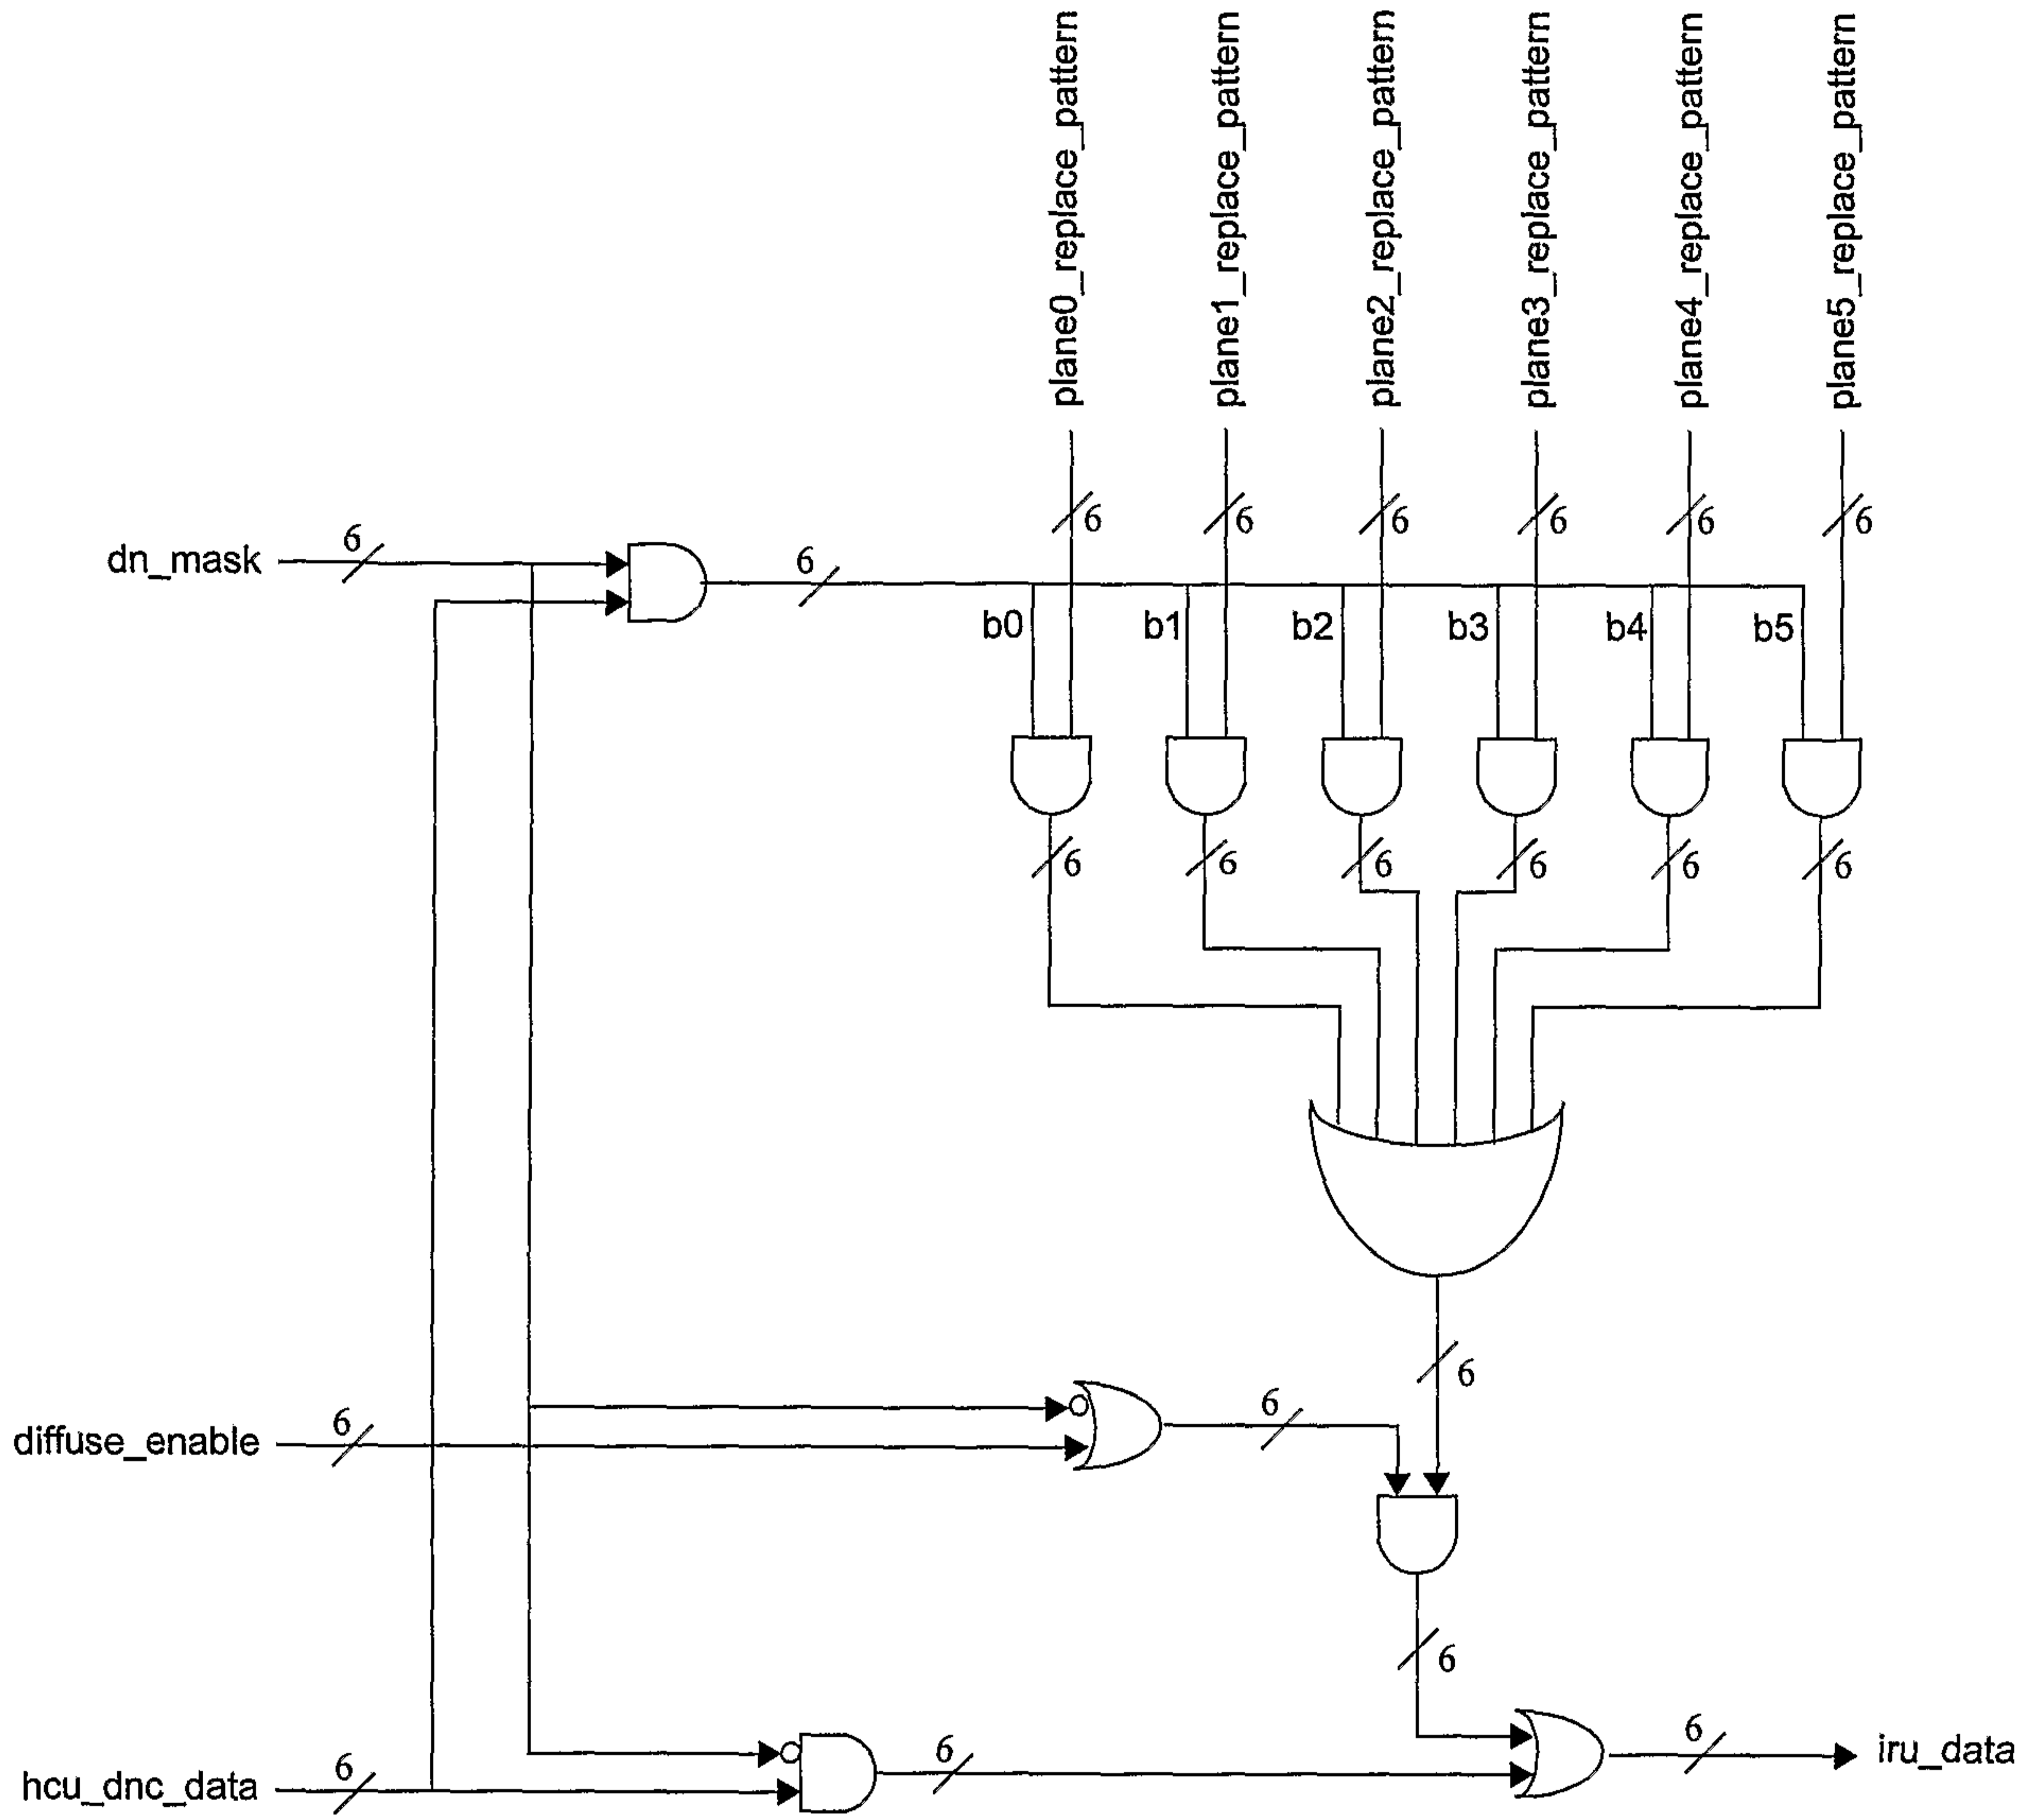 plane0_replace_pattern
plane1_replace_pattern
plane2_replace_pattern
plane3_replace_pattern
plane4_replace_pattern
plane5_replace_pattern
6 6 6 6 6 6
dn_mask 6 6
b0 b1 b2 b3 b4 b5
6 6 6 6 6 6
6
diffuse_enable 6 6
6
hcu_dnc_data 6 6 6 iru_data